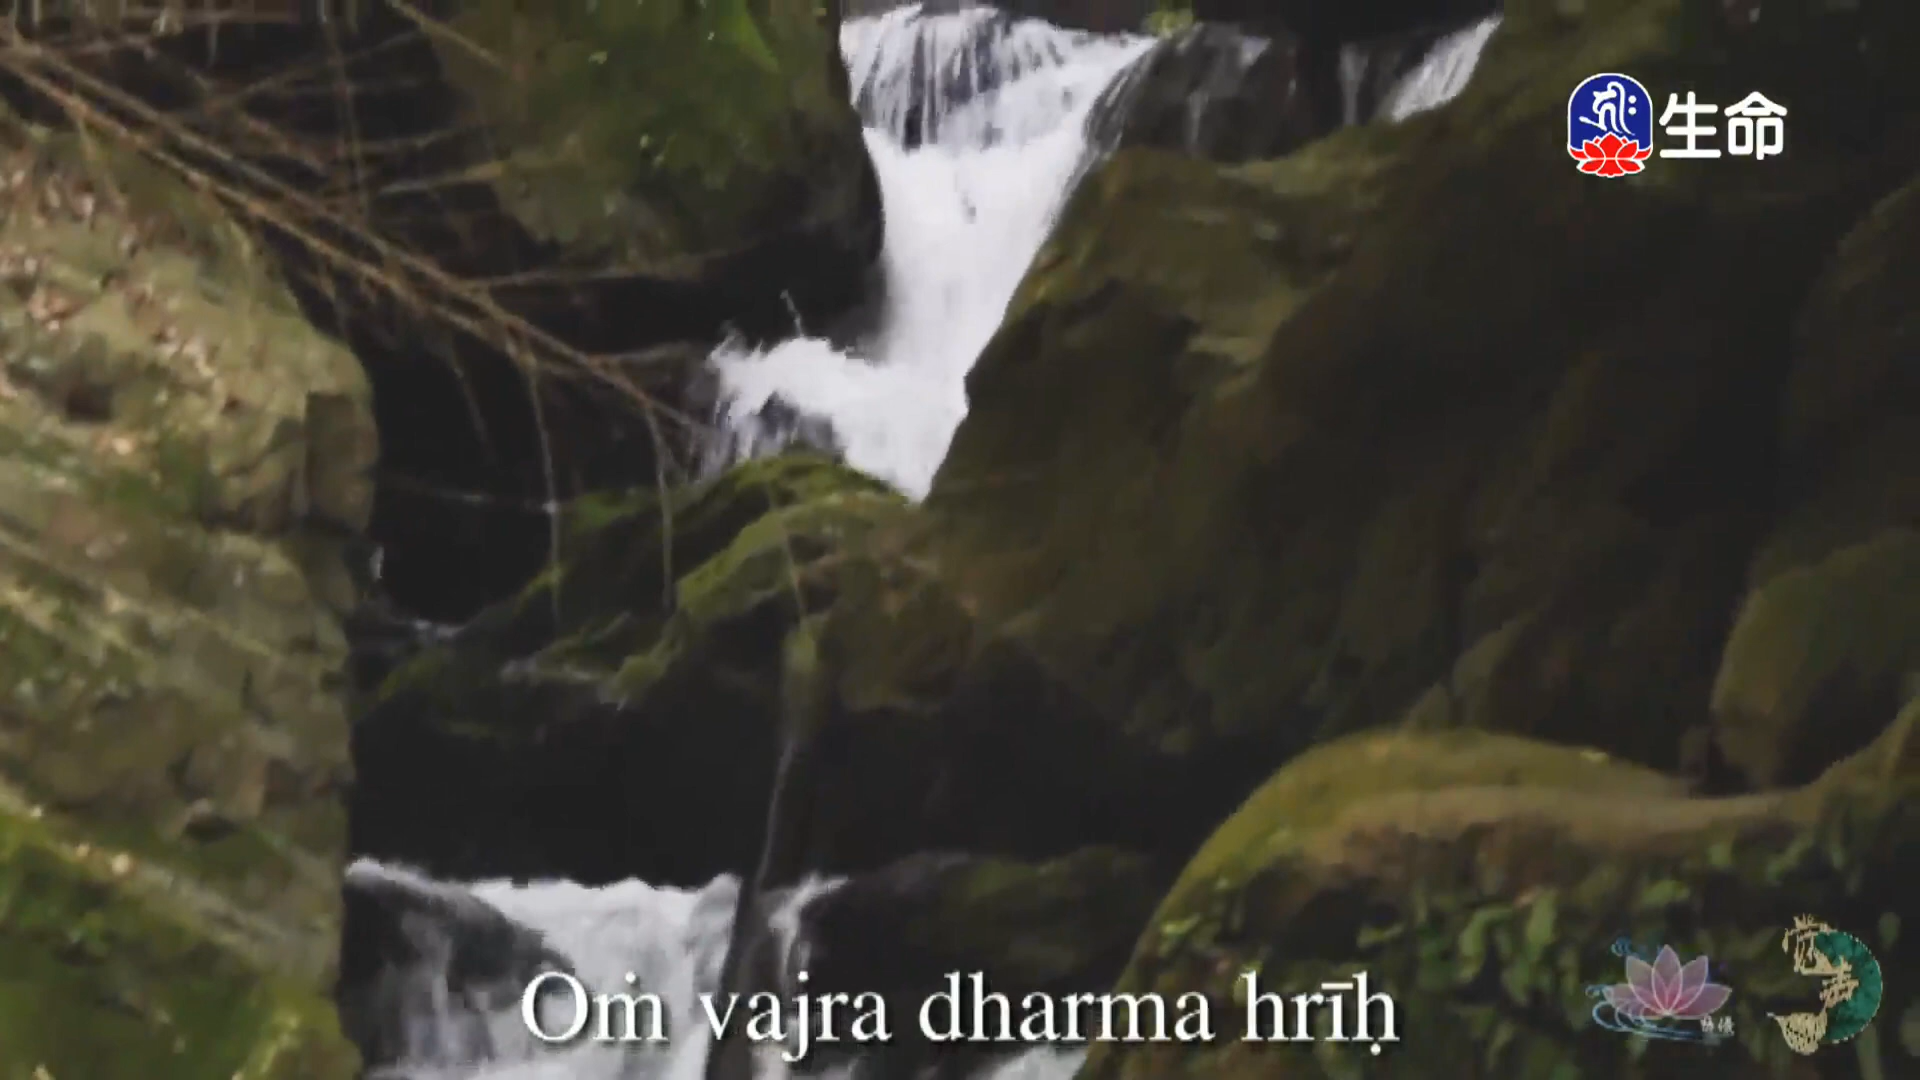 生命
Oṁ vajra dharma hrīḥ